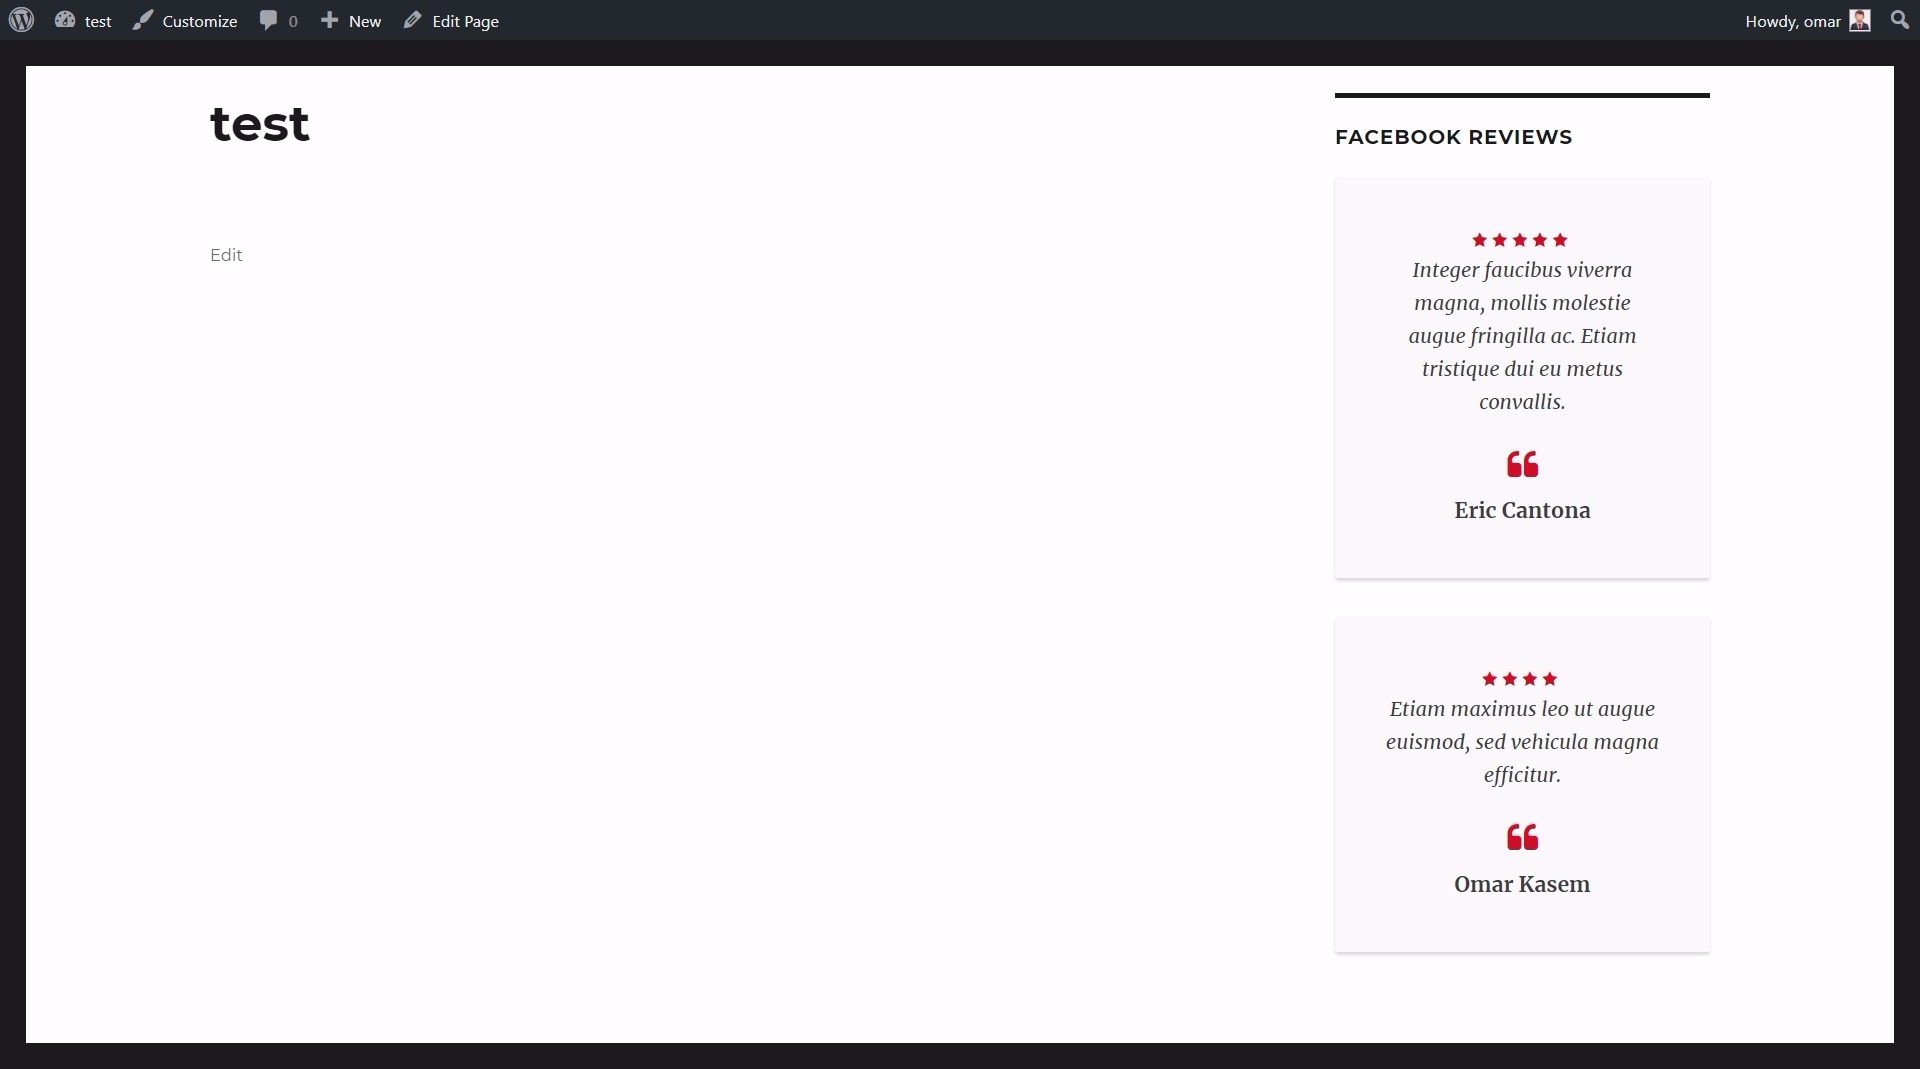 test
Customize
0
New
Edit Page
Howdy, omar
test
Edit
FACEBOOK REVIEWS
Integer faucibus viverra
magna, mollis molestie
augue fringilla ac. Etiam
tristique dui eu metus
convallis.
Eric Cantona
Etiam maximus leo ut augue
euismod, sed vehicula magna
efficitur.
Omar Kasem